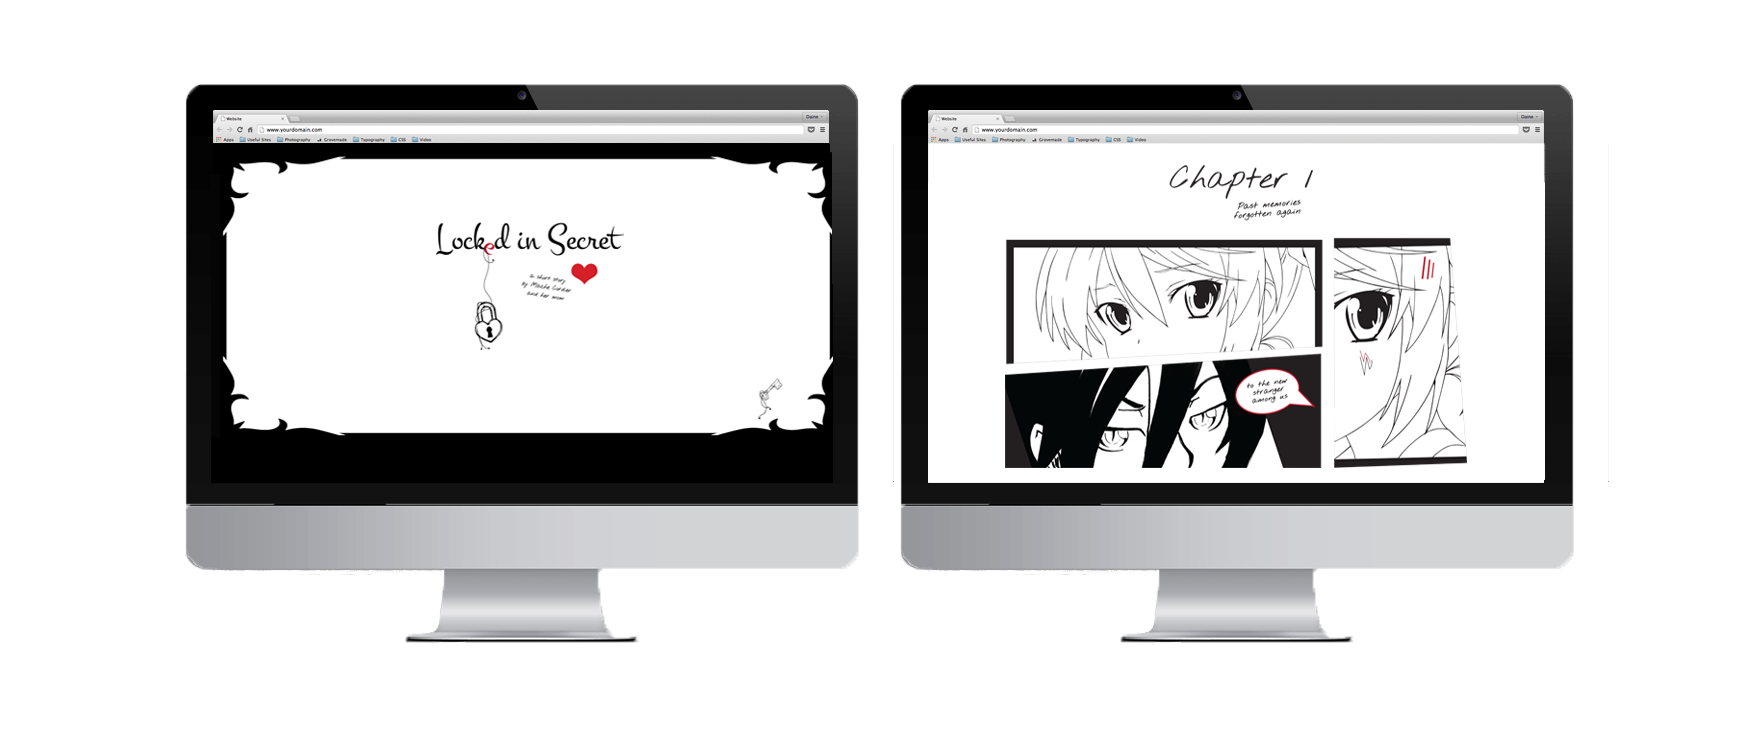 Website
Daine
www.yourdomain.com
Apps Useful Sites Photography Grovemade Typography CSS Video
Locked in Secret
a short story
by
and her mom
Website
Daine
www.yourdomain.com
Apps Useful Sites Photography Grovemade Typography CSS Video
Chapter 1
Past memories
forgotten again
to the new
stranger
among us